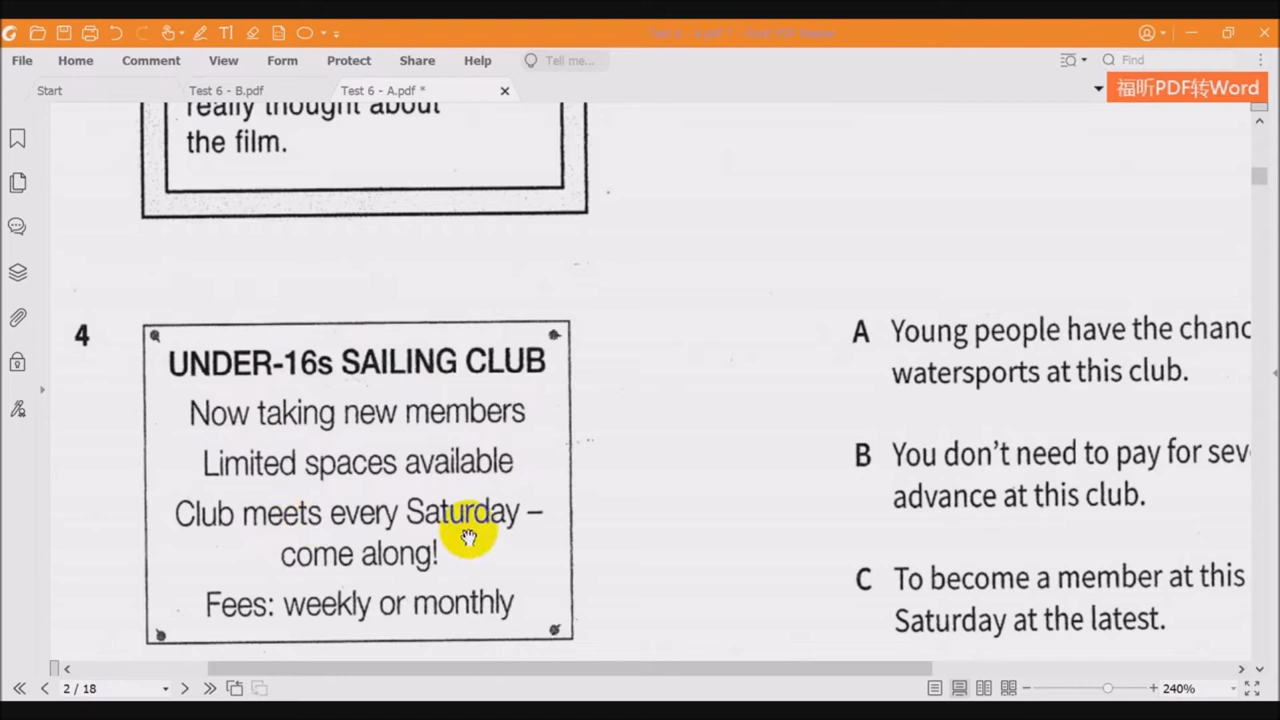 File Home Comment View Form Protect Share Help Tell me... Find
Start Test 6 - B.pdf Test 6 - A.pdf * 福昕PDF转Word
really thought about
the film.
4
UNDER-16s SAILING CLUB
Now taking new members
Limited spaces available
Club meets every Saturday –
come along!
Fees: weekly or monthly
A Young people have the chanc
watersports at this club.
B You don't need to pay for sev
advance at this club.
C To become a member at this
Saturday at the latest.
2 / 18 240%